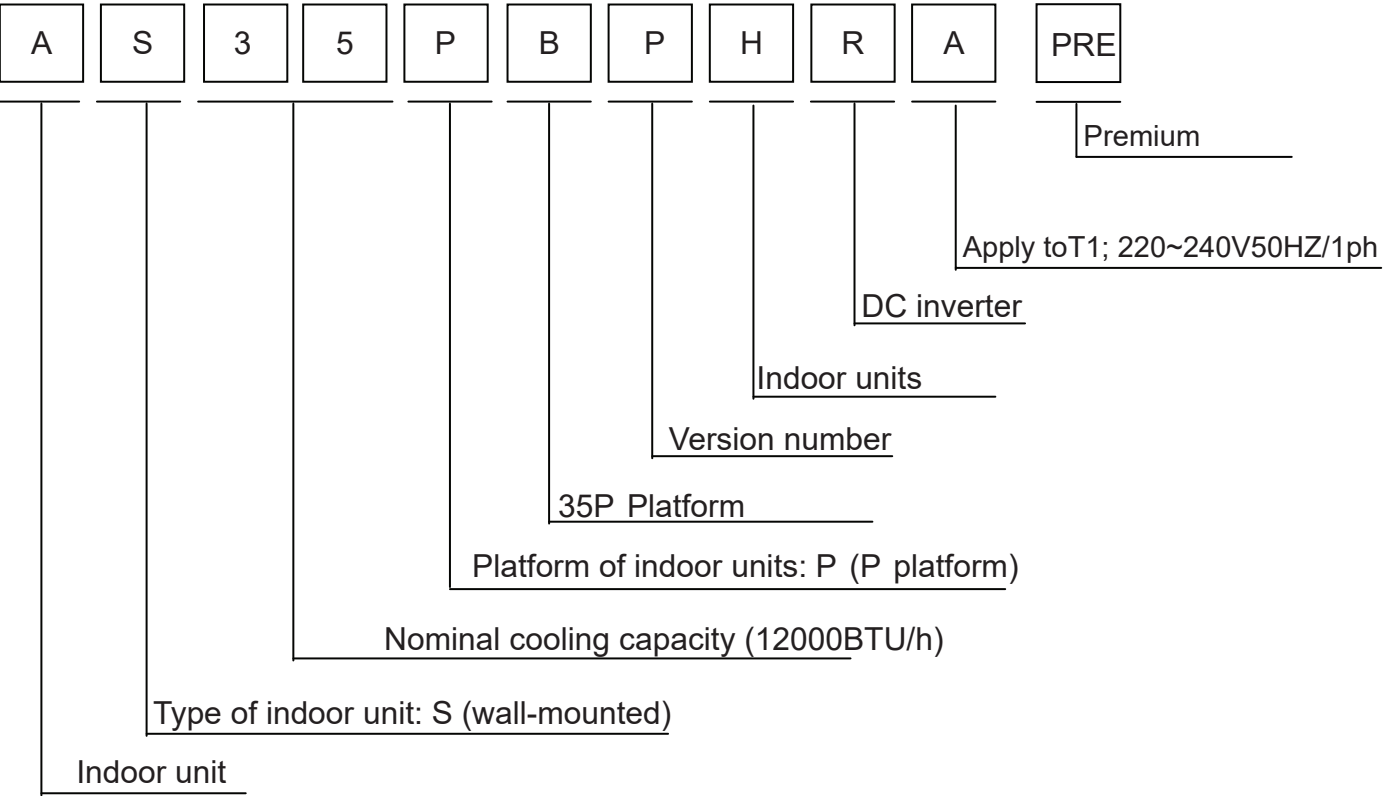 A S 3 5 P B P H R A PRE
Premium
Apply toT1; 220~240V50HZ/1ph
DC inverter
Indoor units
Version number
35P Platform
Platform of indoor units: P (P platform)
Nominal cooling capacity (12000BTU/h)
Type of indoor unit: S (wall-mounted)
Indoor unit